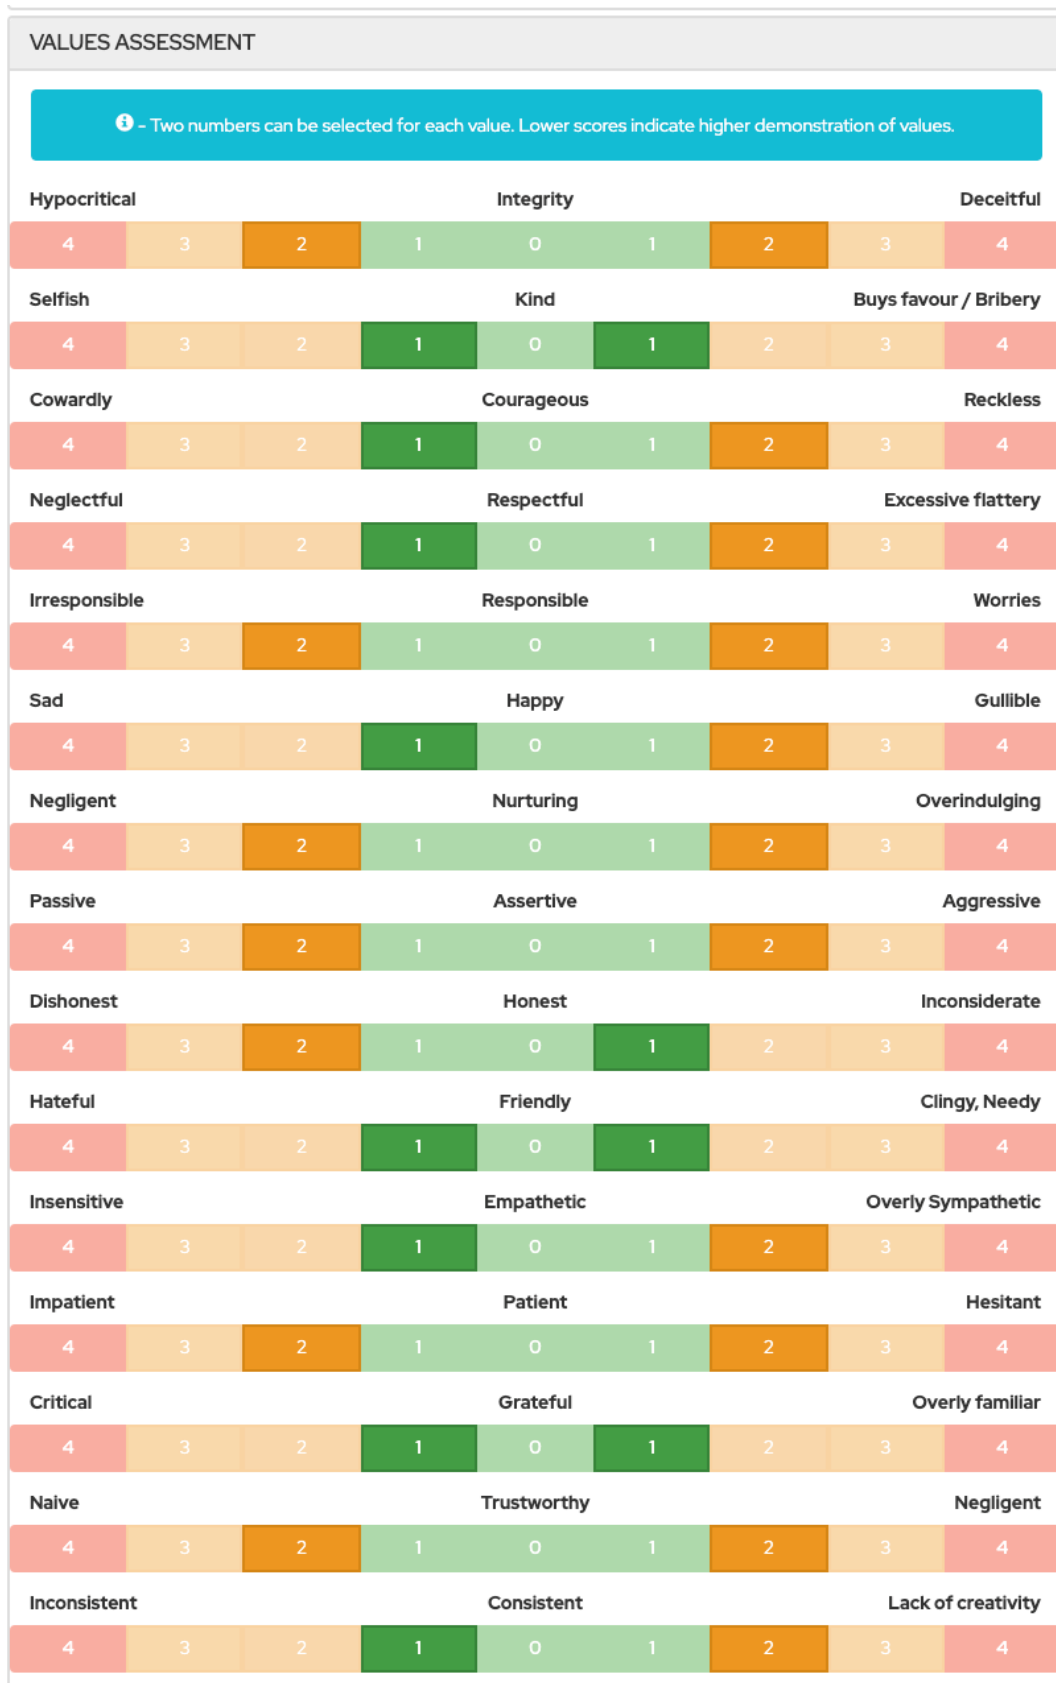 VALUES ASSESSMENT
- Two numbers can be selected for each value. Lower scores indicate higher demonstration of values.
Hypocritical Integrity Deceitful
4 3 2 1 0 1 2 3 4
Selfish Kind Buys favour / Bribery
4 3 2 1 0 1 2 3 4
Cowardly Courageous Reckless
4 3 2 1 0 1 2 3 4
Neglectful Respectful Excessive flattery
4 3 2 1 0 1 2 3 4
Irresponsible Responsible Worries
4 3 2 1 0 1 2 3 4
Sad Happy Gullible
4 3 2 1 0 1 2 3 4
Negligent Nurturing Overindulging
4 3 2 1 0 1 2 3 4
Passive Assertive Aggressive
4 3 2 1 0 1 2 3 4
Dishonest Honest Inconsiderate
4 3 2 1 0 1 2 3 4
Hateful Friendly Clingy, Needy
4 3 2 1 0 1 2 3 4
Insensitive Empathetic Overly Sympathetic
4 3 2 1 0 1 2 3 4
Impatient Patient Hesitant
4 3 2 1 0 1 2 3 4
Critical Grateful Overly familiar
4 3 2 1 0 1 2 3 4
Naive Trustworthy Negligent
4 3 2 1 0 1 2 3 4
Inconsistent Consistent Lack of creativity
4 3 2 1 0 1 2 3 4